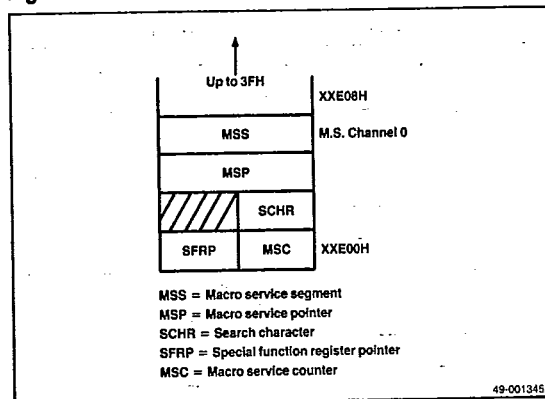 Up to 3FH
XXE08H
MSS M.S. Channel 0
MSP
SCHR
SFRP MSC XXE00H
MSS = Macro service segment
MSP = Macro service pointer
SCHR = Search character
SFRP = Special function register pointer
MSC = Macro service counter
49-001345